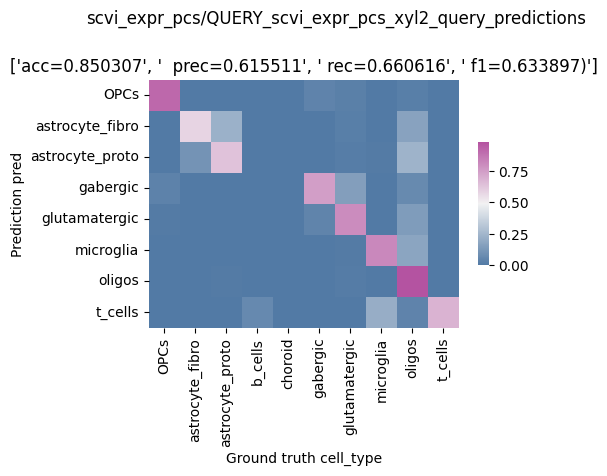 scvi_expr_pcs/QUERY_scvi_expr_pcs_xyl2_query_predictions
['acc=0.850307', '  prec=0.615511', ' rec=0.660616', ' f1=0.633897)']
Prediction pred
OPCs
astrocyte_fibro
astrocyte_proto
gabergic
glutamatergic
microglia
oligos
t_cells
OPCs
astrocyte_fibro
astrocyte_proto
b_cells
choroid
gabergic
glutamatergic
microglia
oligos
t_cells
Ground truth cell_type
0.75
0.50
0.25
0.00